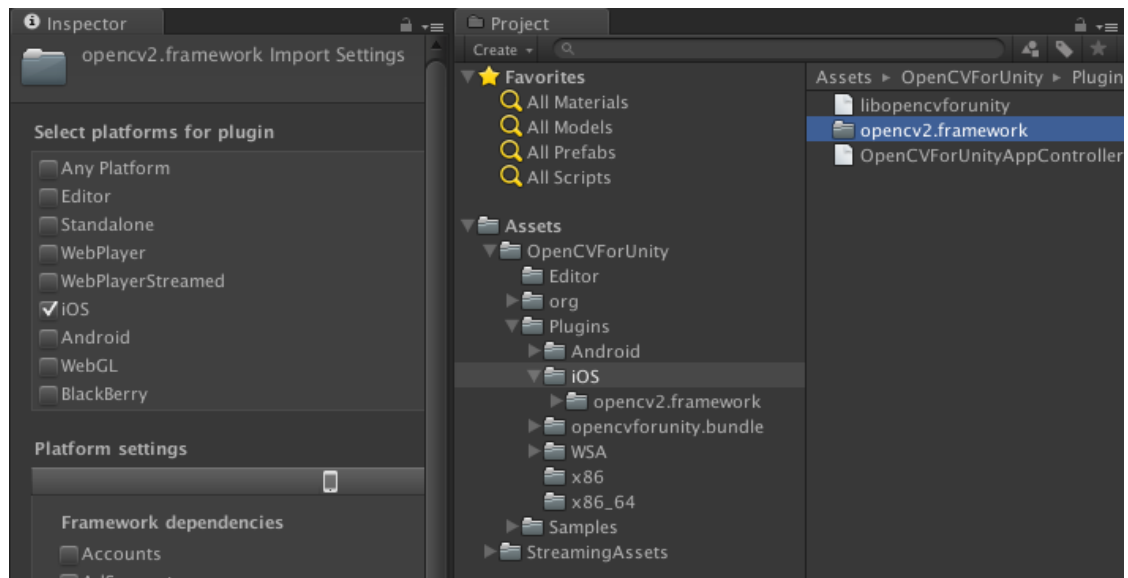 Inspector
opencv2.framework Import Settings
Select platforms for plugin
Any Platform
Editor
Standalone
WebPlayer
WebPlayerStreamed
iOS
Android
WebGL
BlackBerry
Platform settings
Framework dependencies
Accounts
Project
Create
Favorites
All Materials
All Models
All Prefabs
All Scripts
Assets
OpenCVForUnity
Editor
org
Plugins
Android
iOS
opencv2.framework
opencvforunity.bundle
WSA
x86
x86_64
Samples
StreamingAssets
Assets ▸ OpenCVForUnity ▸ Plugin
libopencvforunity
opencv2.framework
OpenCVForUnityAppController